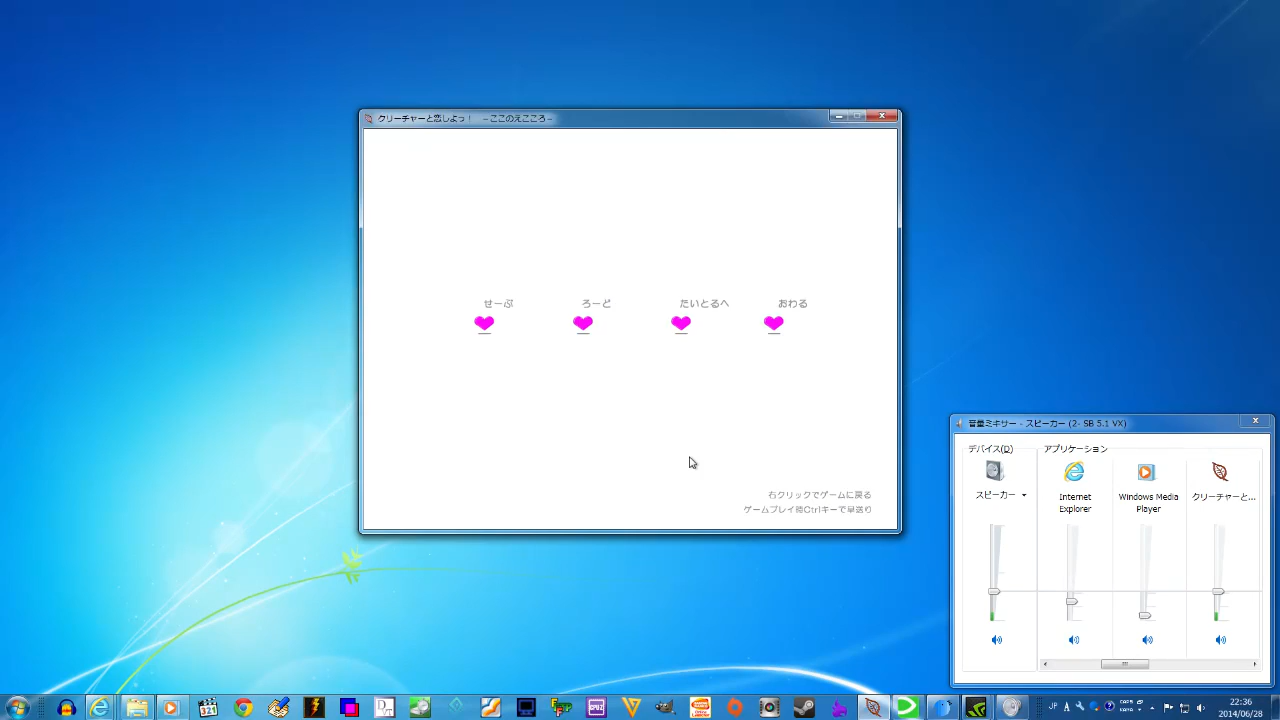 クリーチャーと恋しよっ！ －ここのえこころ－
せーぶ ろーど たいとるへ おわる
右クリックでゲームに戻る
ゲームプレイ時Ctrlキーで早送り
音量ミキサー - スピーカー (2- SB 5.1 VX)
デバイス(D) アプリケーション
スピーカー
Internet Explorer
Windows Media Player
クリーチャーと...
JP
22:36
2014/06/28